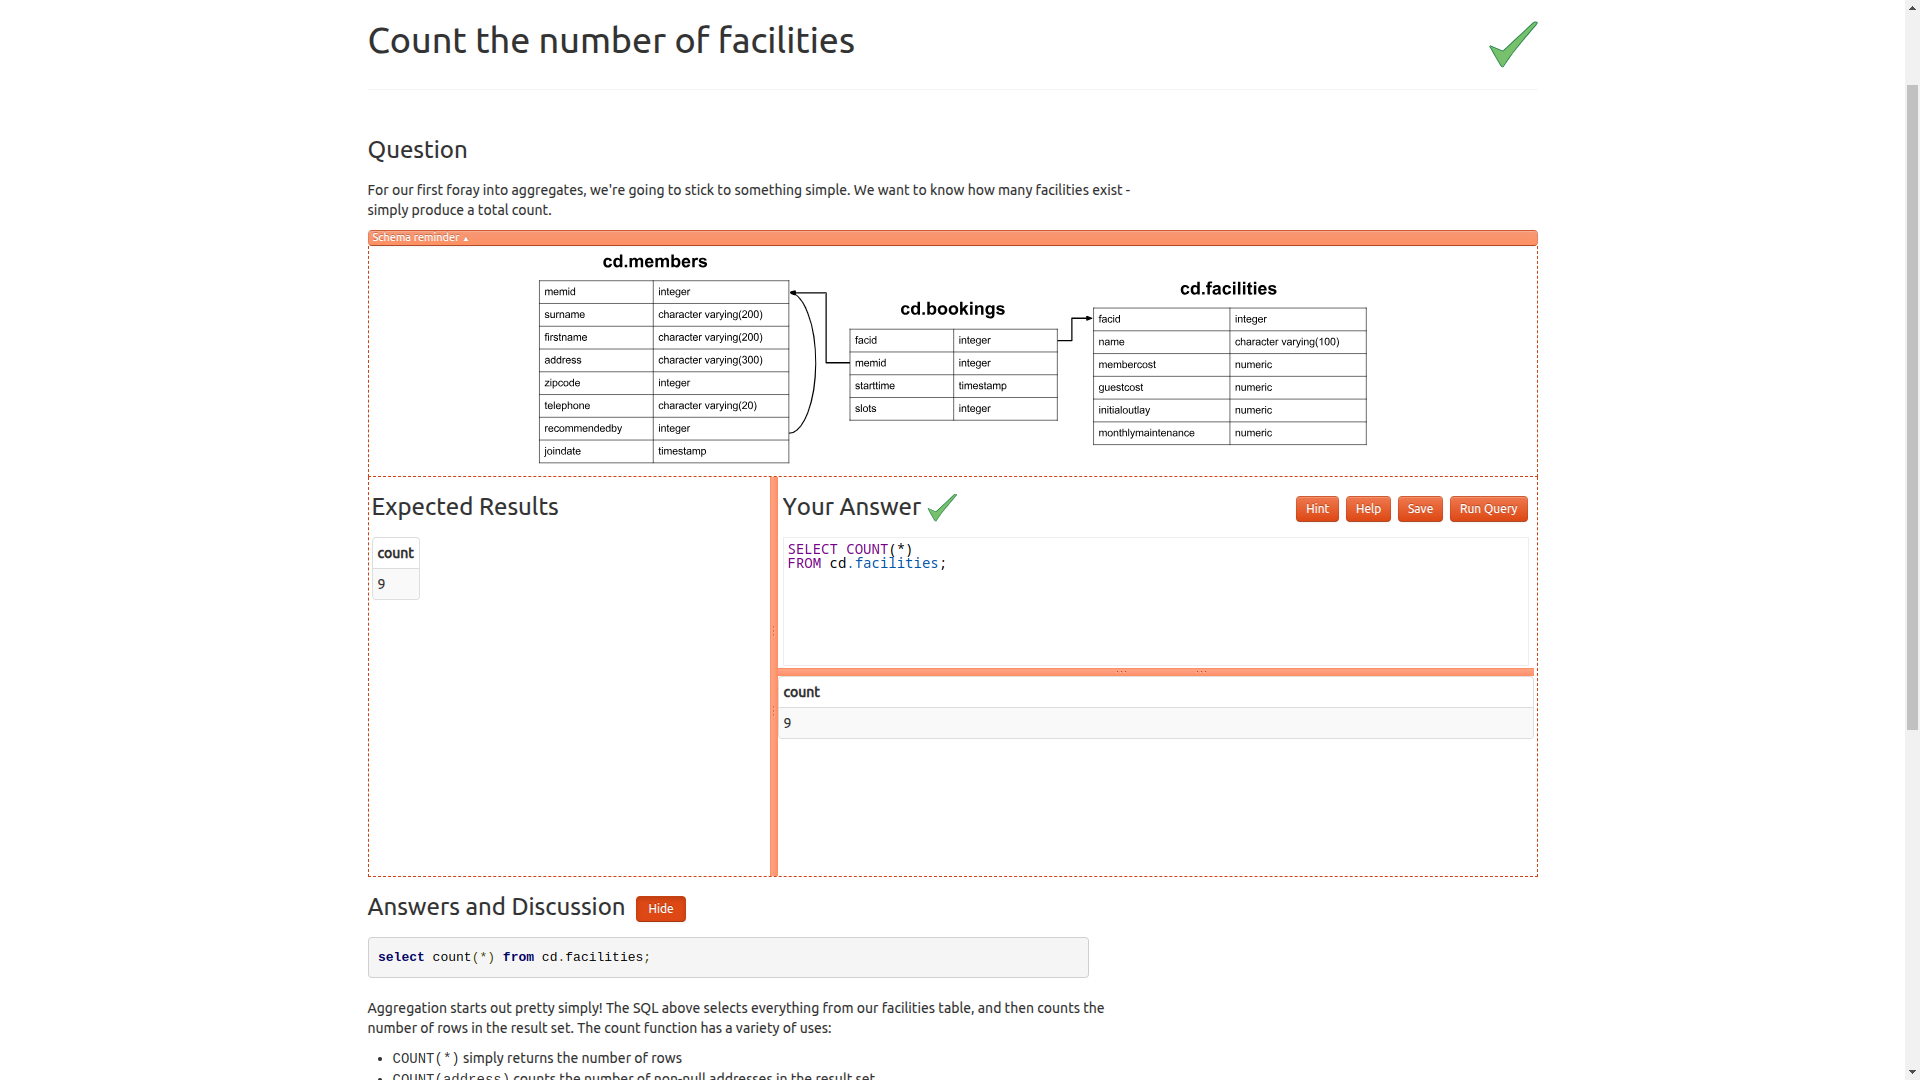 Count the number of facilities
Question
For our first foray into aggregates, we're going to stick to something simple. We want to know how many facilities exist -
simply produce a total count.
Schema reminder ▴
cd.members
memid integer
surname character varying(200)
firstname character varying(200)
address character varying(300)
zipcode integer
telephone character varying(20)
recommendedby integer
joindate timestamp
cd.bookings
facid integer
memid integer
starttime timestamp
slots integer
cd.facilities
facid integer
name character varying(100)
membercost numeric
guestcost numeric
initialoutlay numeric
monthlymaintenance numeric
Expected Results
count
9
Your Answer
Hint Help Save Run Query
SELECT COUNT(*)
FROM cd.facilities;
count
9
Answers and Discussion Hide
select count(*) from cd.facilities;
Aggregation starts out pretty simply! The SQL above selects everything from our facilities table, and then counts the
number of rows in the result set. The count function has a variety of uses:
• COUNT(*) simply returns the number of rows
• COUNT(address) counts the number of non-null addresses in the result set